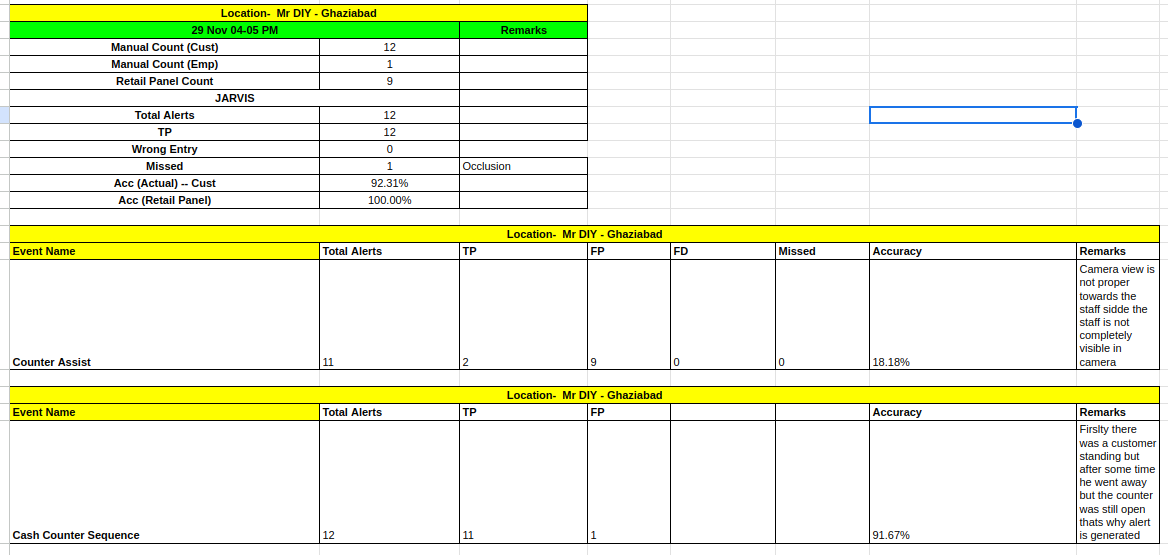 Location-  Mr DIY - Ghaziabad
29 Nov 04-05 PM Remarks
Manual Count (Cust) 12
Manual Count (Emp) 1
Retail Panel Count 9
JARVIS
Total Alerts 12
TP 12
Wrong Entry 0
Missed 1 Occlusion
Acc (Actual) -- Cust 92.31%
Acc (Retail Panel) 100.00%
Location-  Mr DIY - Ghaziabad
Event Name Total Alerts TP FP FD Missed Accuracy Remarks
Camera view is
not proper
towards the
staff sidde the
staff is not
completely
visible in
Counter Assist 11 2 9 0 0 18.18% camera
Location-  Mr DIY - Ghaziabad
Event Name Total Alerts TP FP Accuracy Remarks
Firslty there
was a customer
standing but
after some time
he went away
but the counter
was still open
thats why alert
Cash Counter Sequence 12 11 1 91.67% is generated